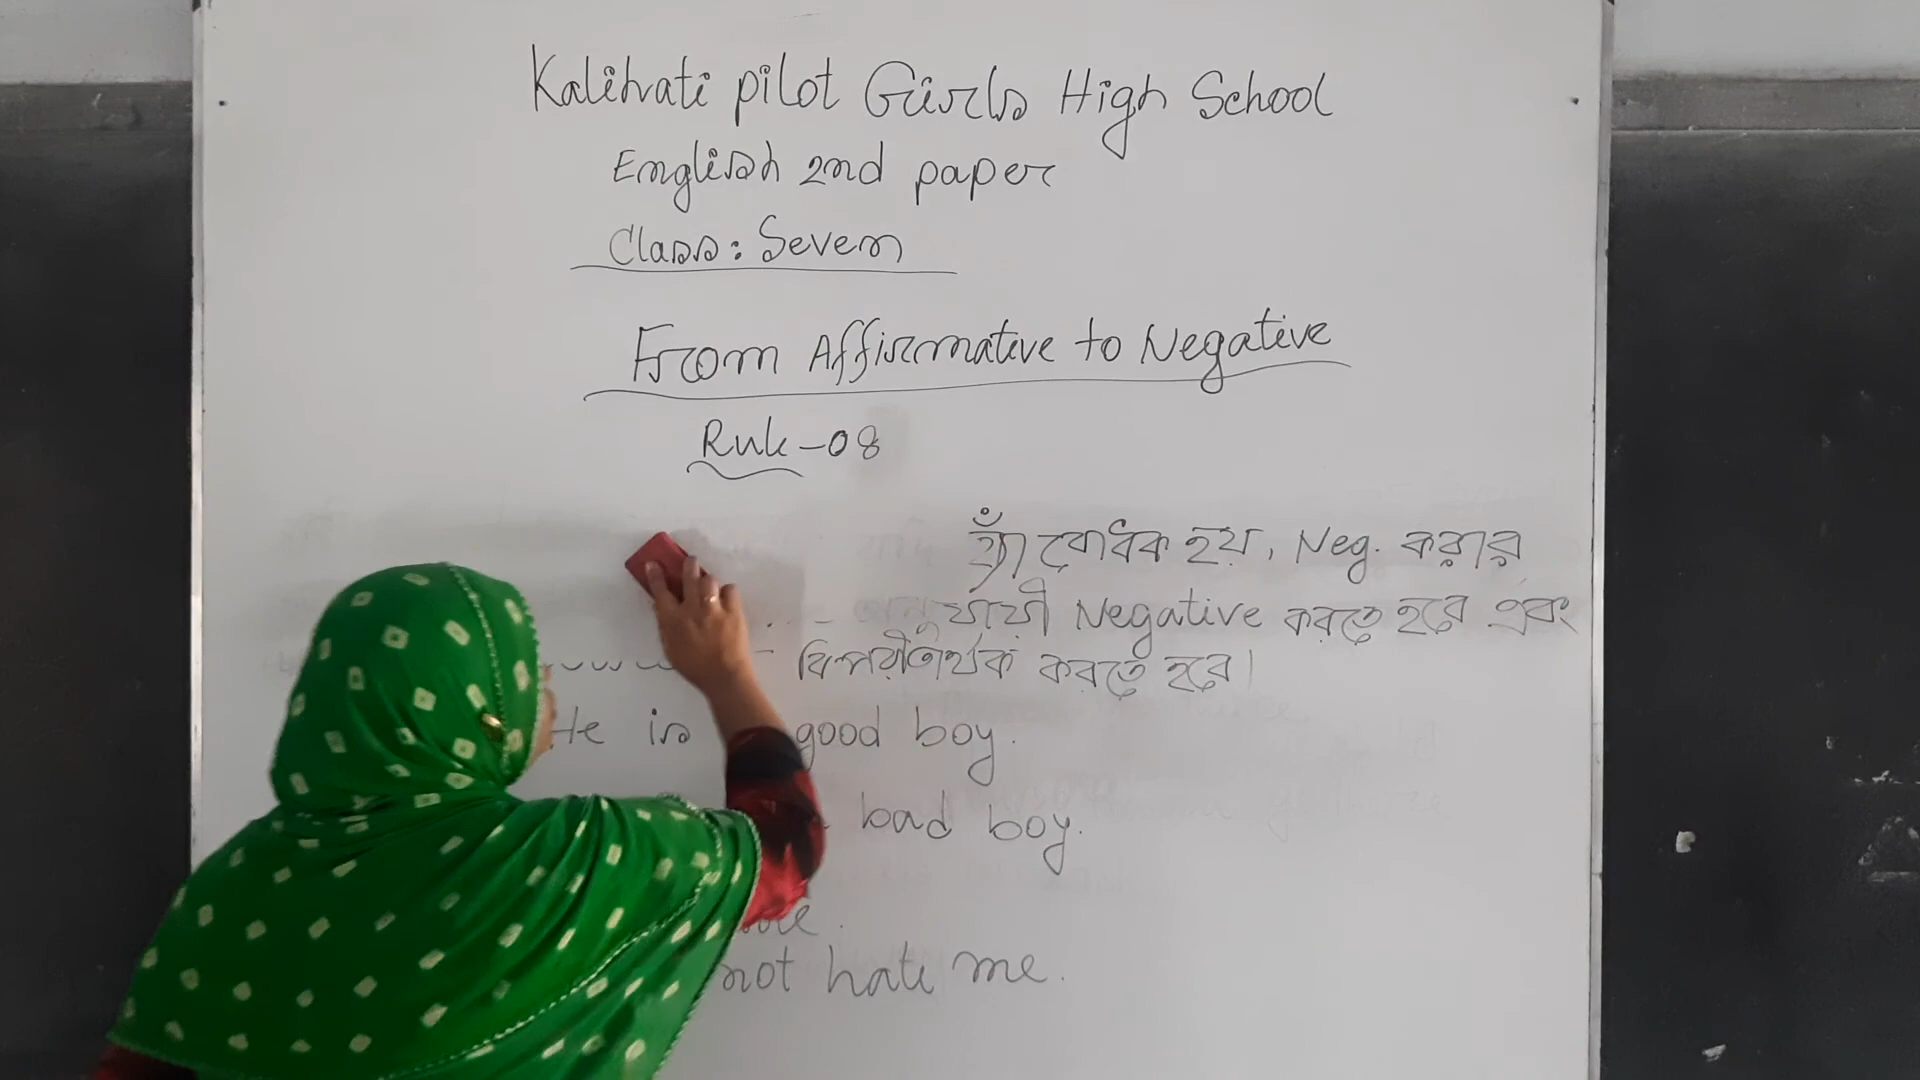 Kalihati pilot Girls High School
English 2nd paper
Class: Seven
From Affirmative to Negative
Rule-08
হ্যাঁ বোধক হয়, Neg. করার
যায়ী Negative করতে হবে এবং
বিপরীতার্থক করতে হবে।
He is good boy.
bad boy.
not hate me.